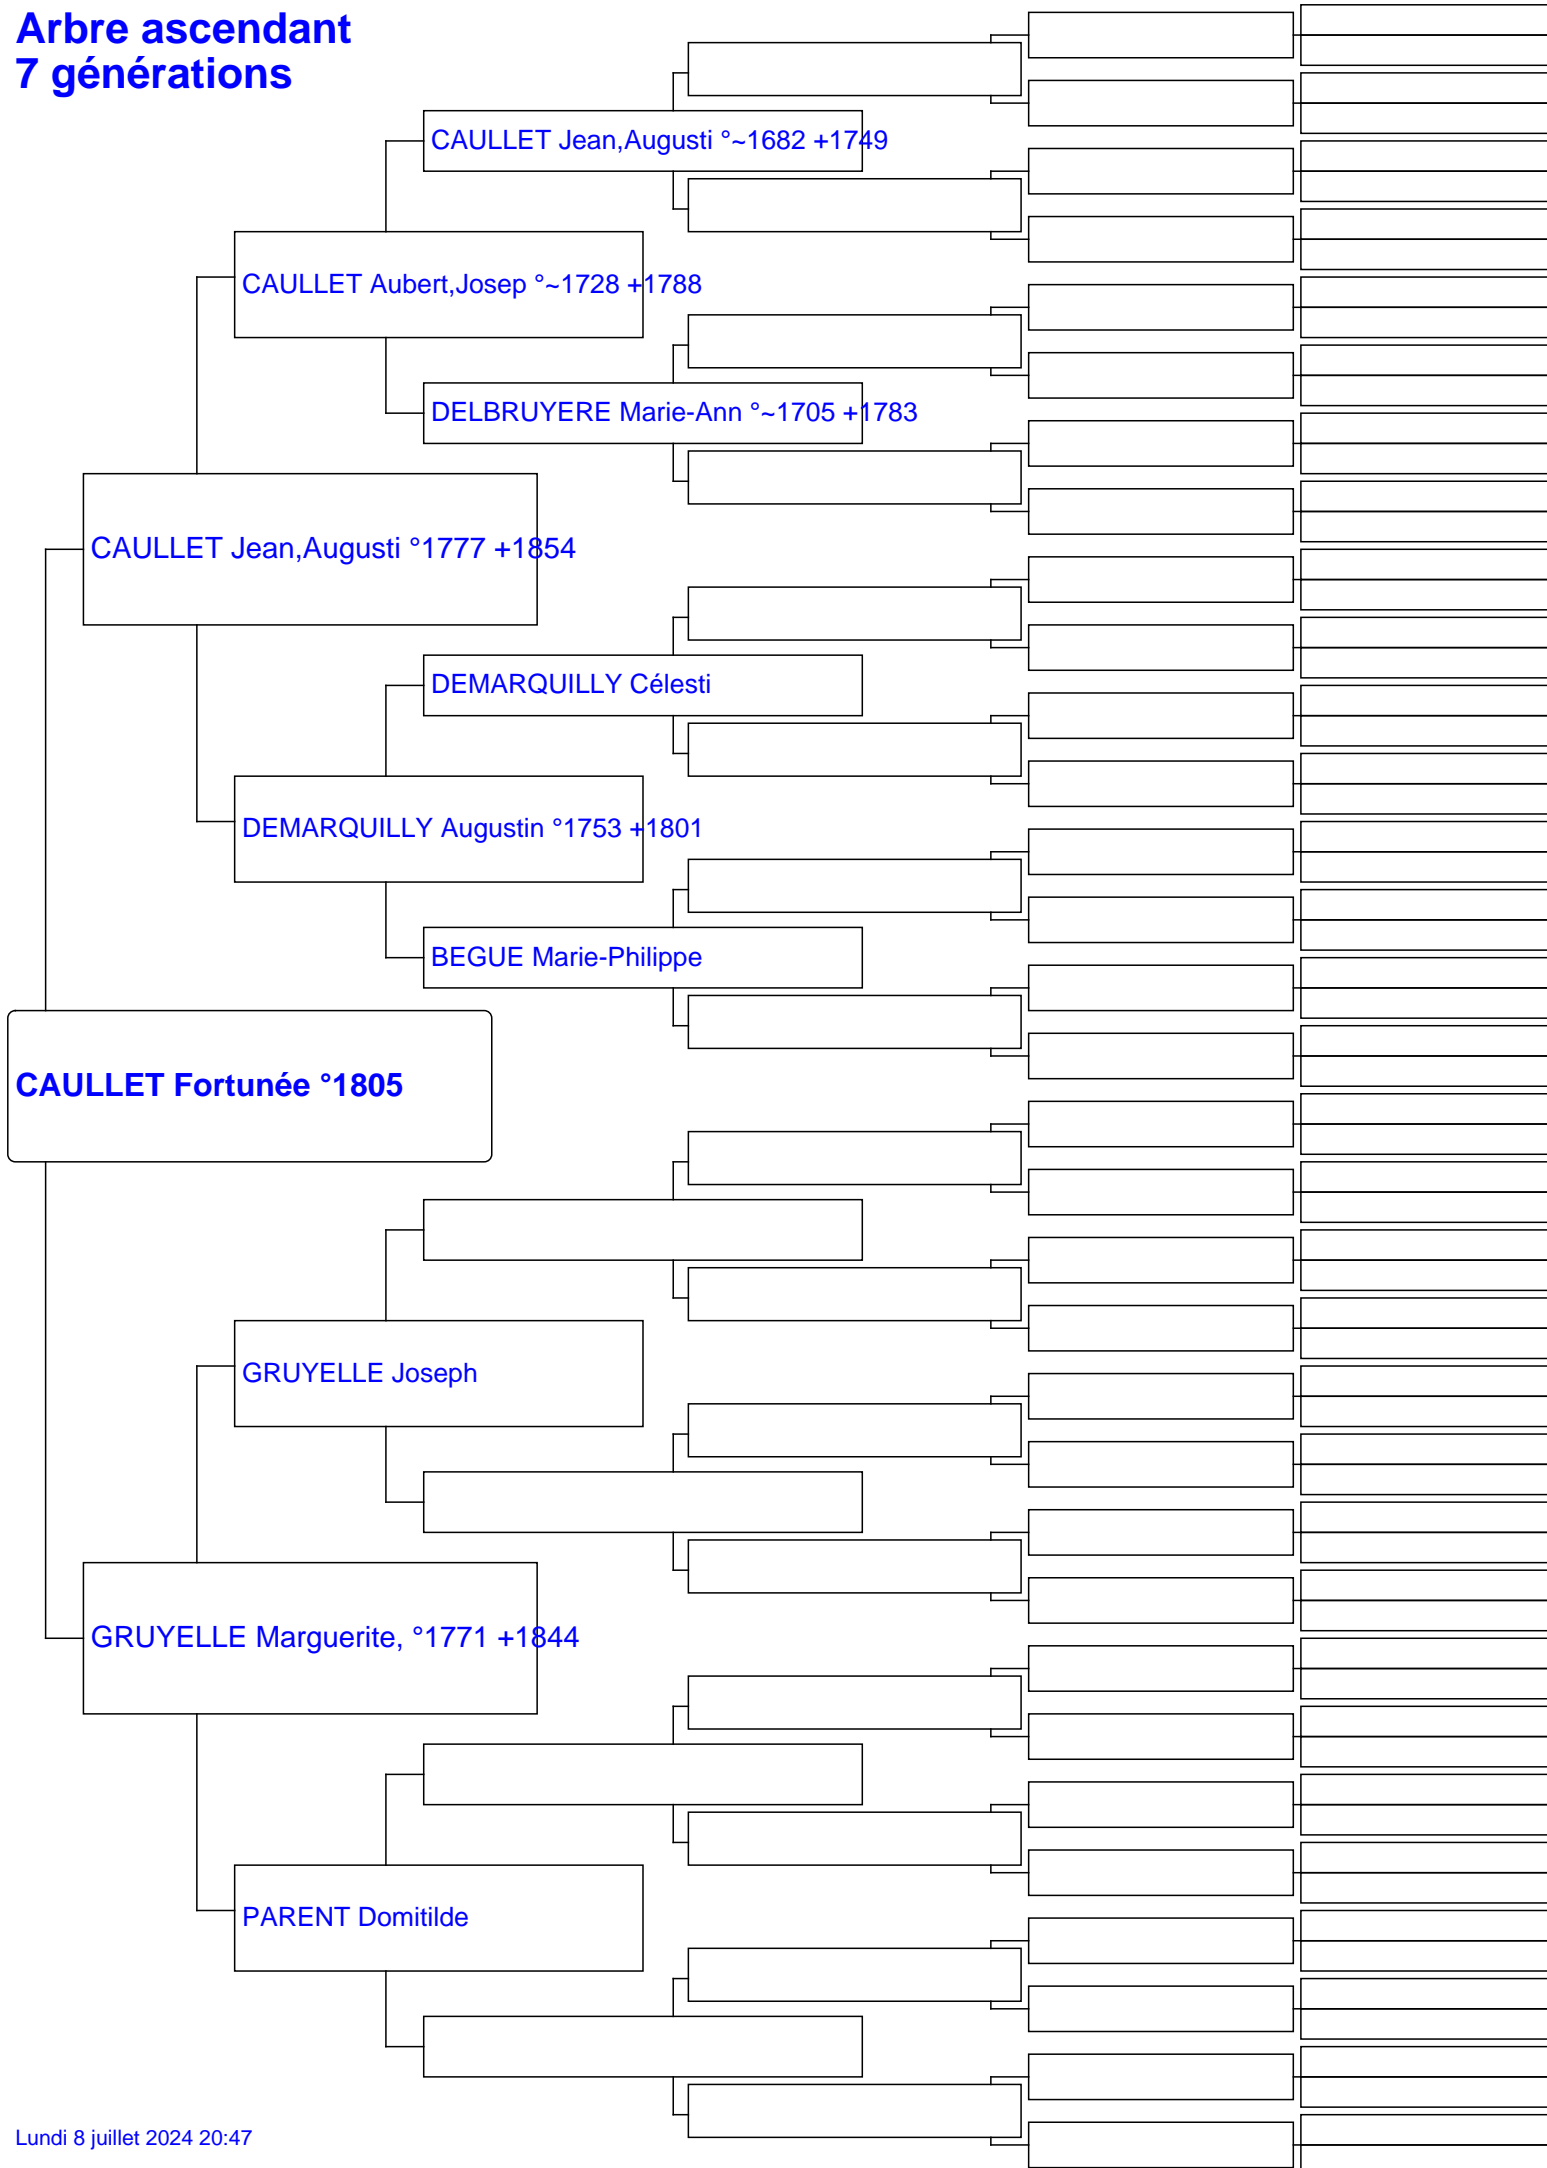 Arbre ascendant
7 générations
CAULLET Jean,Augusti °~1682 +1749
CAULLET Aubert,Josep °~1728 +1788
DELBRUYERE Marie-Ann °~1705 +1783
CAULLET Jean,Augusti °1777 +1854
DEMARQUILLY Célesti
DEMARQUILLY Augustin °1753 +1801
BEGUE Marie-Philippe
CAULLET Fortunée °1805
GRUYELLE Joseph
GRUYELLE Marguerite, °1771 +1844
PARENT Domitilde
Lundi 8 juillet 2024 20:47